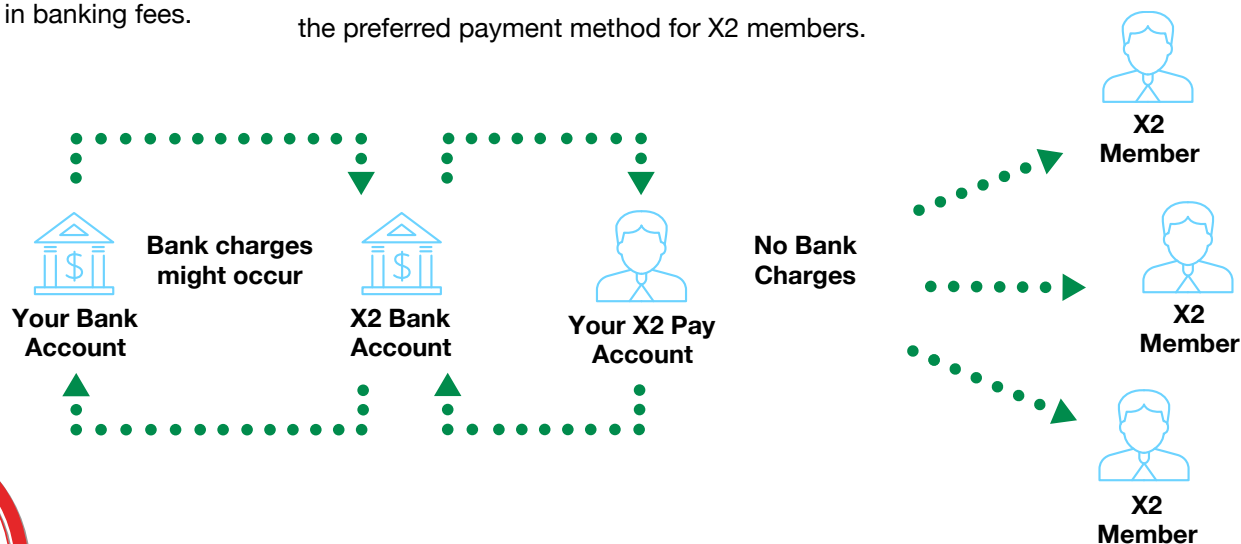 in banking fees.
the preferred payment method for X2 members.
X2
Member
Bank charges
might occur
No Bank
Charges
$
$
Your Bank
Account
X2 Bank
Account
Your X2 Pay
Account
X2
Member
X2
Member